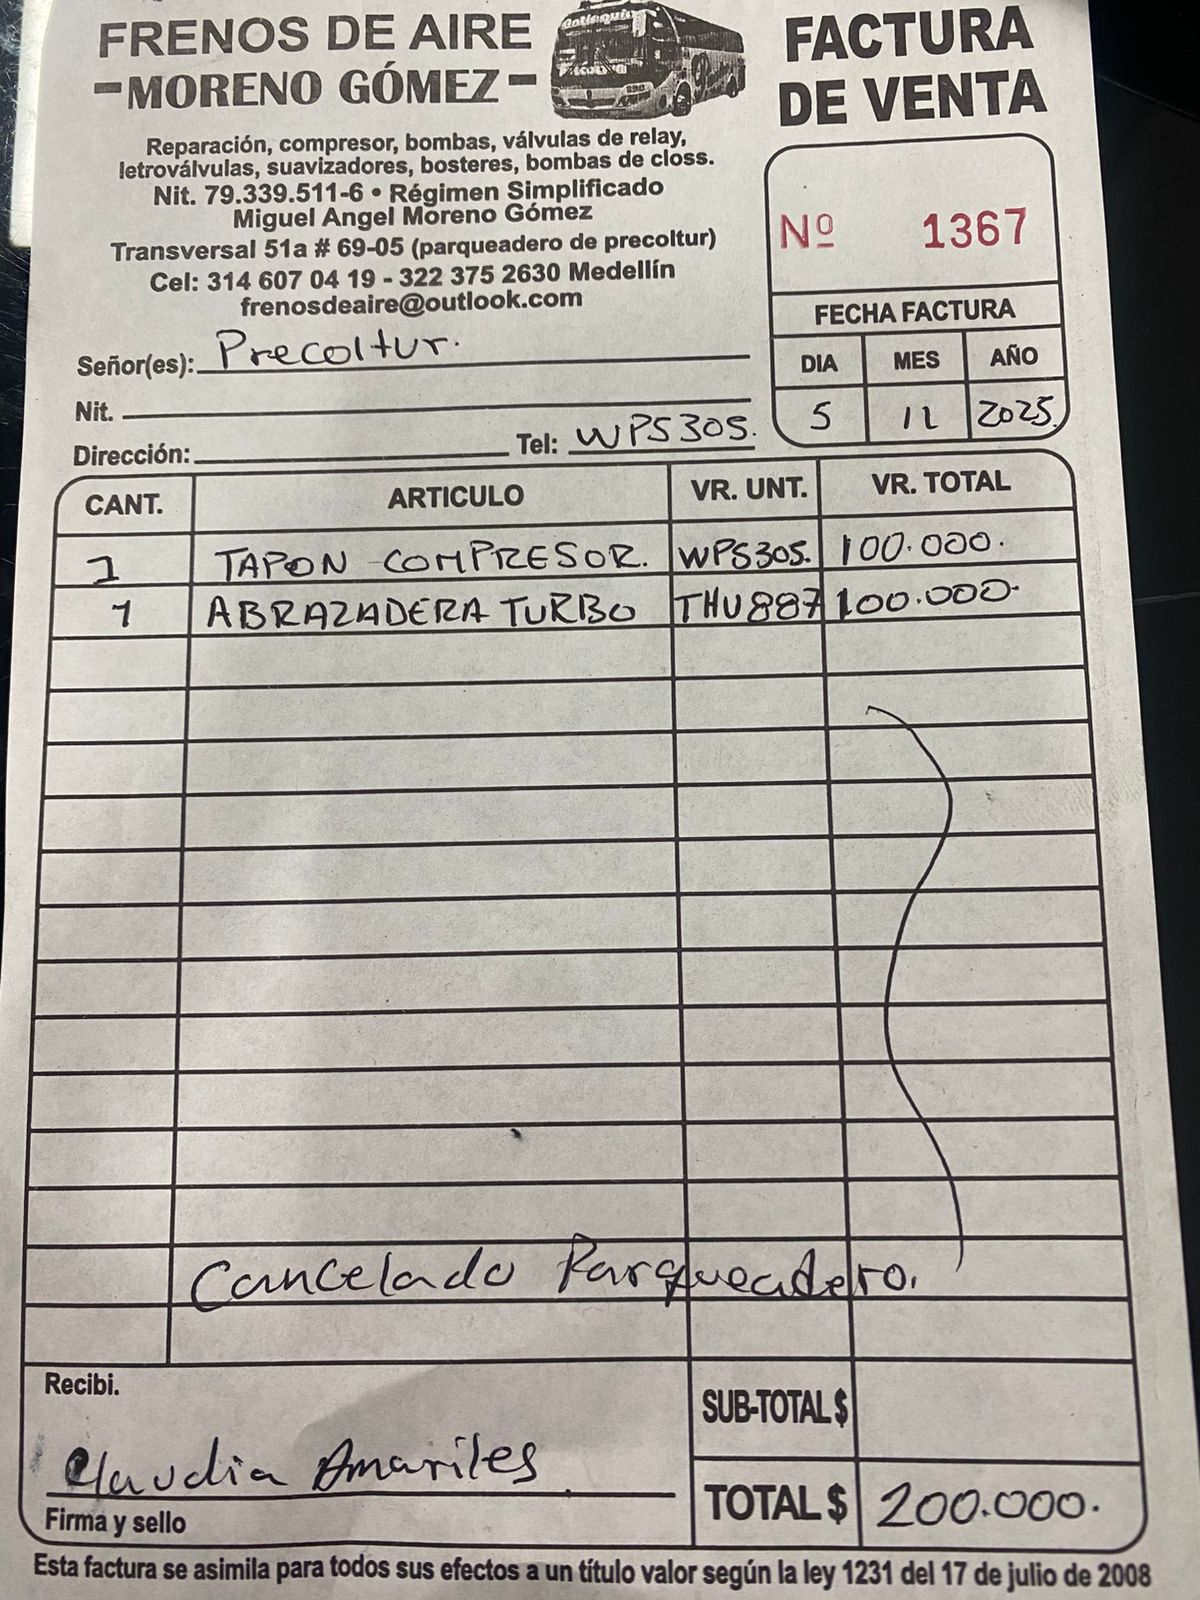 FRENOS DE AIRE
-MORENO GÓMEZ-
FACTURA
DE VENTA
Reparación, compresor, bombas, válvulas de relay,
letroválvulas, suavizadores, bosteres, bombas de closs.
Nit. 79.339.511-6 • Régimen Simplificado
Miguel Angel Moreno Gómez
Transversal 51a # 69-05 (parqueadero de precoltur)
Cel: 314 607 04 19 - 322 375 2630 Medellín
frenosdeaire@outlook.com
Nº 1367
FECHA FACTURA
DIA MES AÑO
5 12 2025
Señor(es): Precoltur.
Nit.
Dirección: Tel: WPS305.
CANT. ARTICULO VR. UNT. VR. TOTAL
1 TAPON COMPRESOR. WPS305. 100.000.
1 ABRAZADERA TURBO THU887 100.000.
Cancelado Parqueadero.
Recibi.
SUB-TOTAL $
Claudia Amariles
Firma y sello
TOTAL $ 200.000.
Esta factura se asimila para todos sus efectos a un título valor según la ley 1231 del 17 de julio de 2008